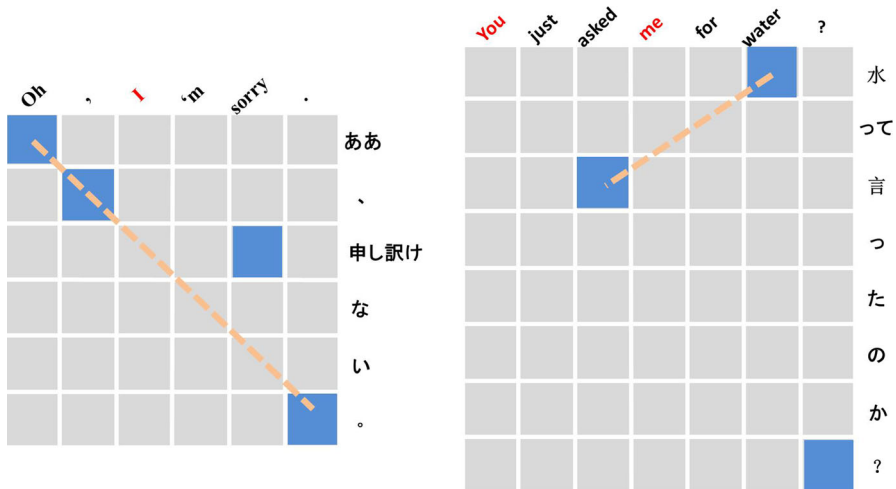 Oh , I ‘m sorry .
ああ
、
申し訳け
な
い
。
You just asked me for water ?
水
って
言
っ
た
の
か
?